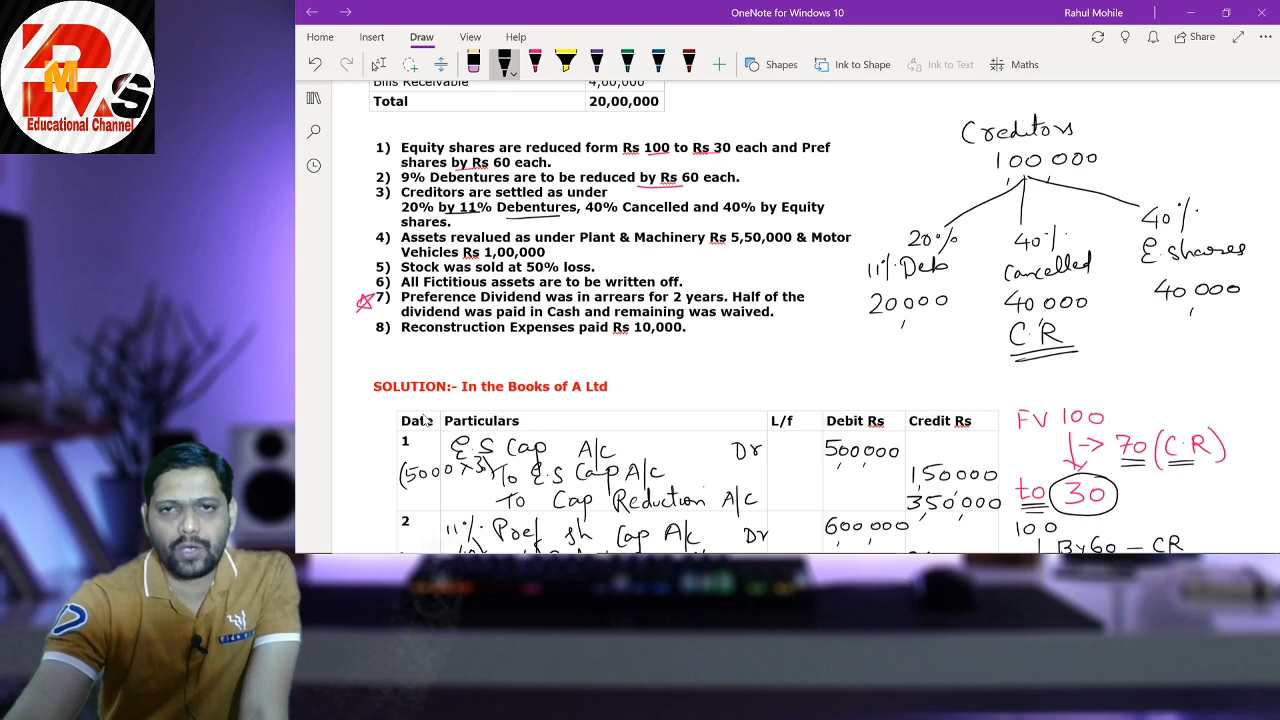 OneNote for Windows 10
Rahul Mohile
Home Insert Draw View Help
Share
Shapes Ink to Shape Ink to Text Maths
RMS
Educational Channel
Bills Receivable 4,00,000
Total 20,00,000
1) Equity shares are reduced form Rs 100 to Rs 30 each and Pref
shares by Rs 60 each.
2) 9% Debentures are to be reduced by Rs 60 each.
3) Creditors are settled as under
20% by 11% Debentures, 40% Cancelled and 40% by Equity
shares.
4) Assets revalued as under Plant & Machinery Rs 5,50,000 & Motor
Vehicles Rs 1,00,000
5) Stock was sold at 50% loss.
6) All Fictitious assets are to be written off.
7) Preference Dividend was in arrears for 2 years. Half of the
dividend was paid in Cash and remaining was waived.
8) Reconstruction Expenses paid Rs 10,000.
Creditors
100000
20% 40% 40%
11% Deb Cancelled E. shares
20000 40000 40000
C.R
SOLUTION:- In the Books of A Ltd
Date Particulars L/f Debit Rs Credit Rs
1 E.S Cap A/c Dr 500000
To E.S Cap A/c 1,50000
To Cap Reduction A/c 350000
2 11% Pref sh Cap A/c Dr 600000
FV 100
70 (C.R)
to 30
100
By 60 - CR